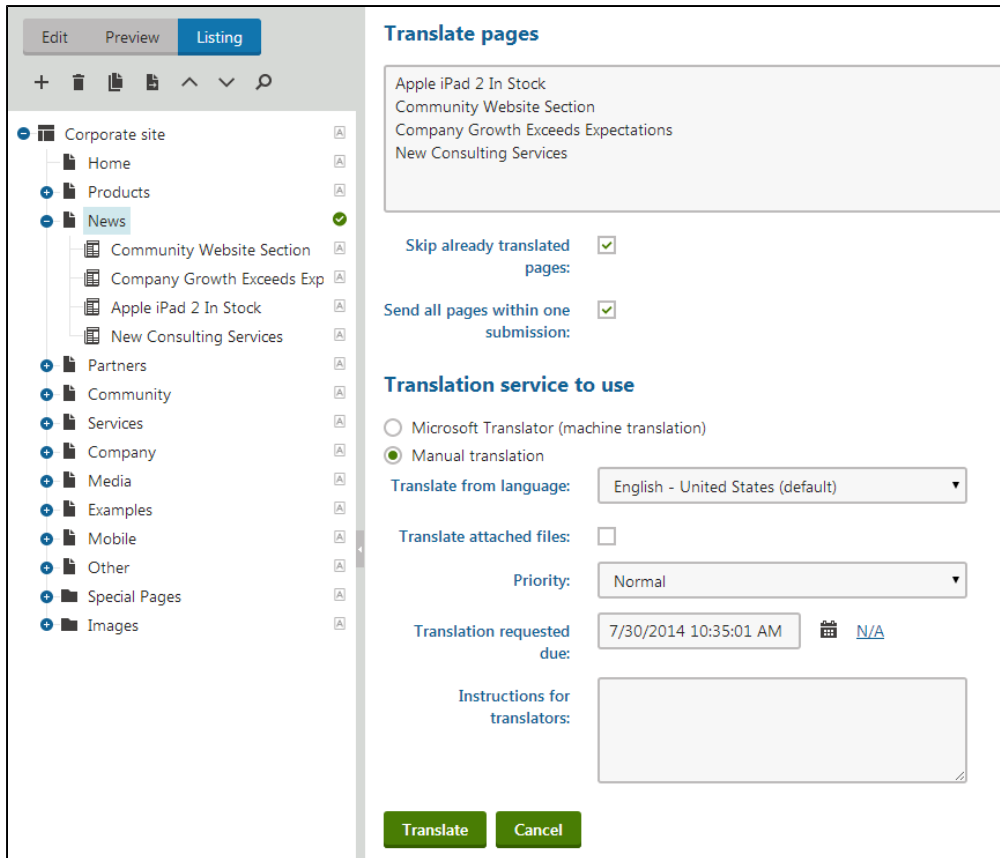 Edit Preview Listing
Corporate site A
Home A
Products A
News
Community Website Section A
Company Growth Exceeds Exp A
Apple iPad 2 In Stock A
New Consulting Services A
Partners A
Community A
Services A
Company A
Media A
Examples A
Mobile A
Other A
Special Pages A
Images A
Translate pages
Apple iPad 2 In Stock
Community Website Section
Company Growth Exceeds Expectations
New Consulting Services
Skip already translated
pages:
Send all pages within one
submission:
Translation service to use
Microsoft Translator (machine translation)
Manual translation
Translate from language: English - United States (default)
Translate attached files:
Priority: Normal
Translation requested
due: 7/30/2014 10:35:01 AM N/A
Instructions for
translators:
Translate Cancel